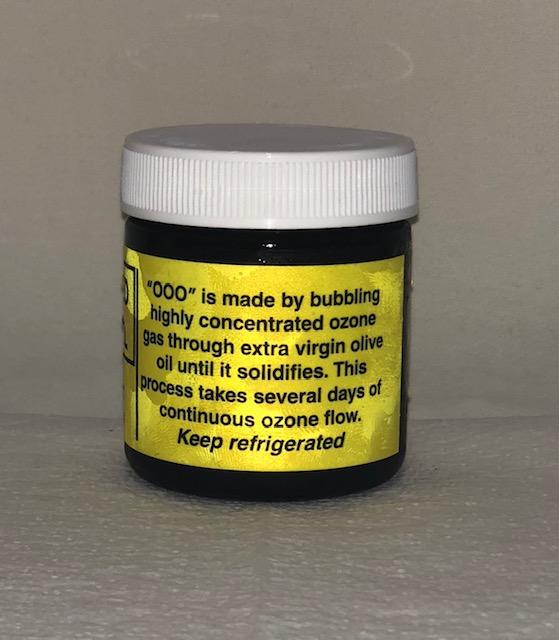 "OOO" is made by bubbling
highly concentrated ozone
gas through extra virgin olive
oil until it solidifies. This
process takes several days of
continuous ozone flow.
Keep refrigerated